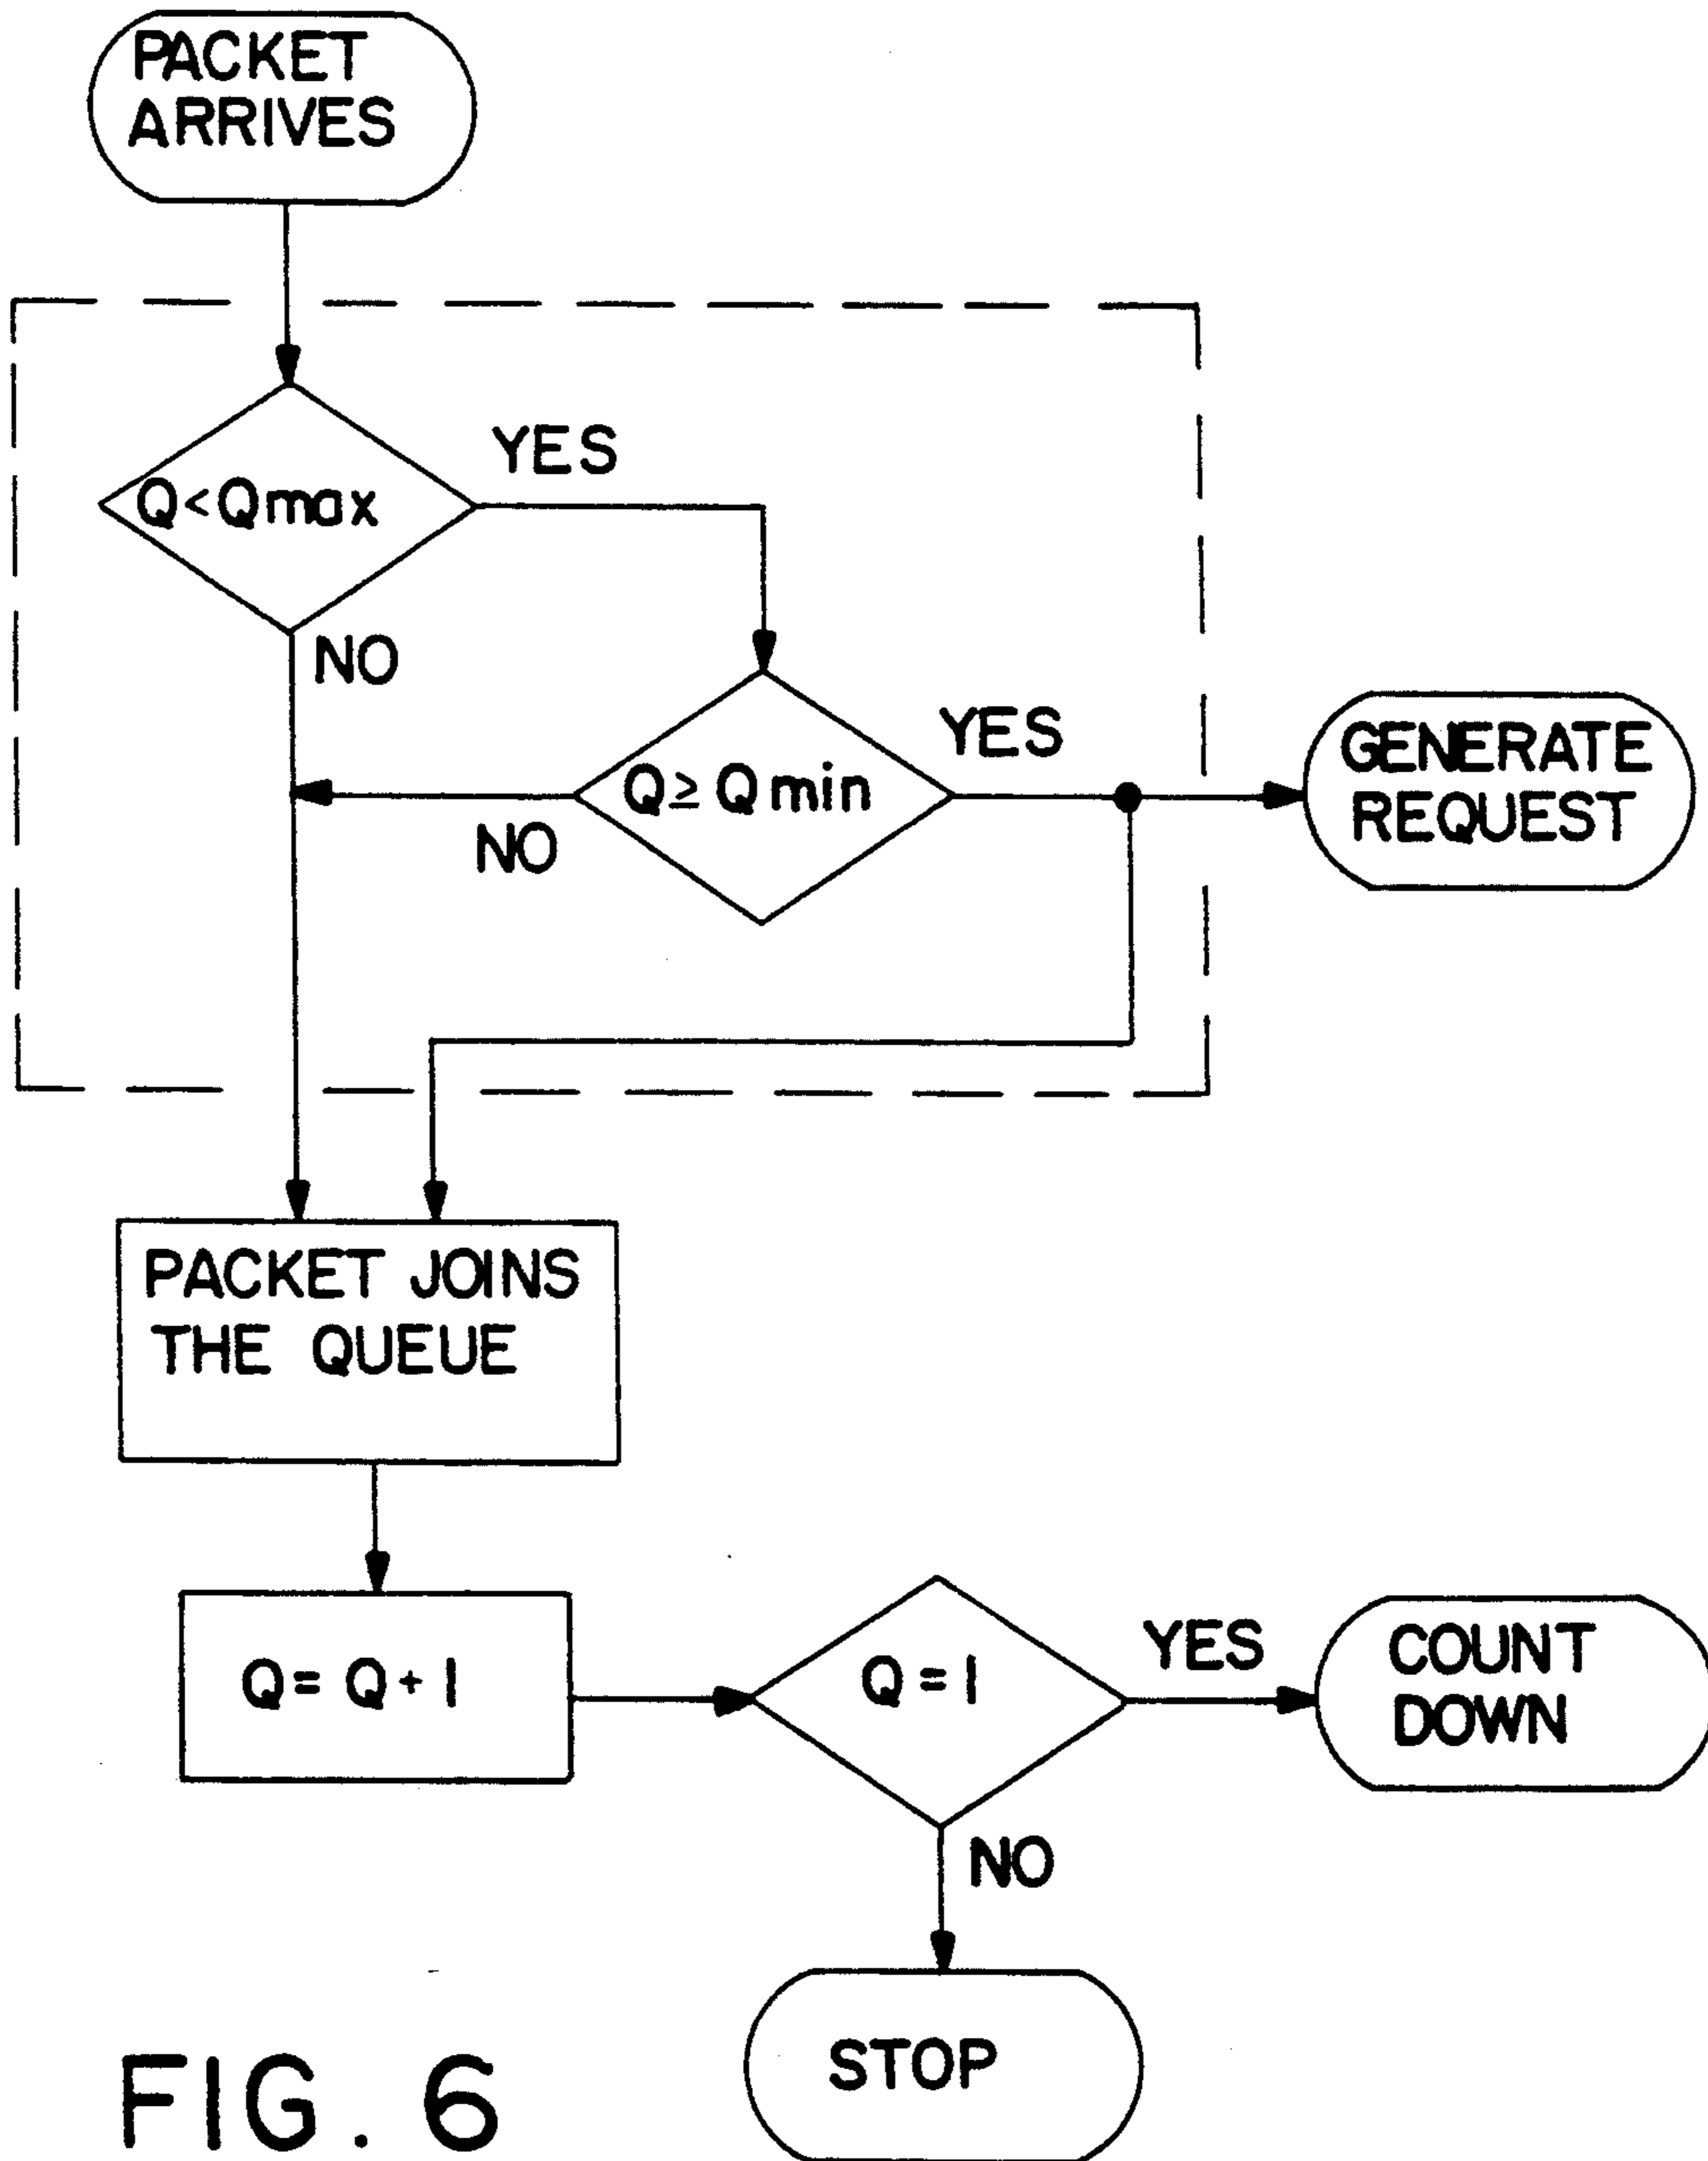 PACKET
ARRIVES
Q<Qmax
YES
NO
Q≥Qmin
YES
NO
GENERATE
REQUEST
PACKET JOINS
THE QUEUE
Q=Q+1
Q=1
YES
COUNT
DOWN
NO
STOP
FIG. 6